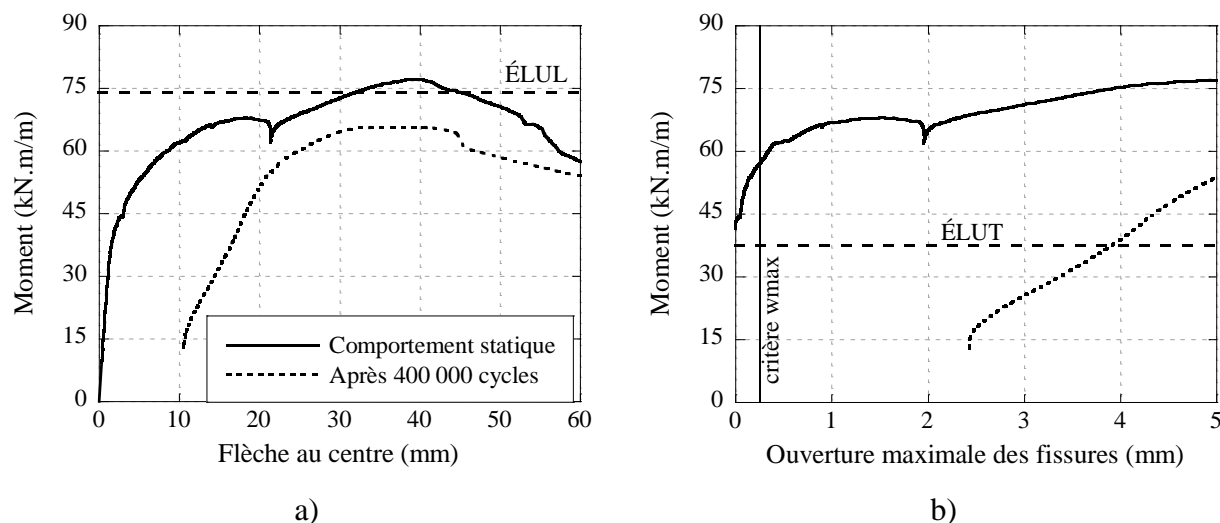 90
75
60
45
30
15
0
Moment (kN.m/m)
ÉLUL
Comportement statique
Après 400 000 cycles
0 10 20 30 40 50 60
Flèche au centre (mm)
a)
90
75
60
45
30
15
0
Moment (kN.m/m)
ÉLUT
critère wmax
0 1 2 3 4 5
Ouverture maximale des fissures (mm)
b)